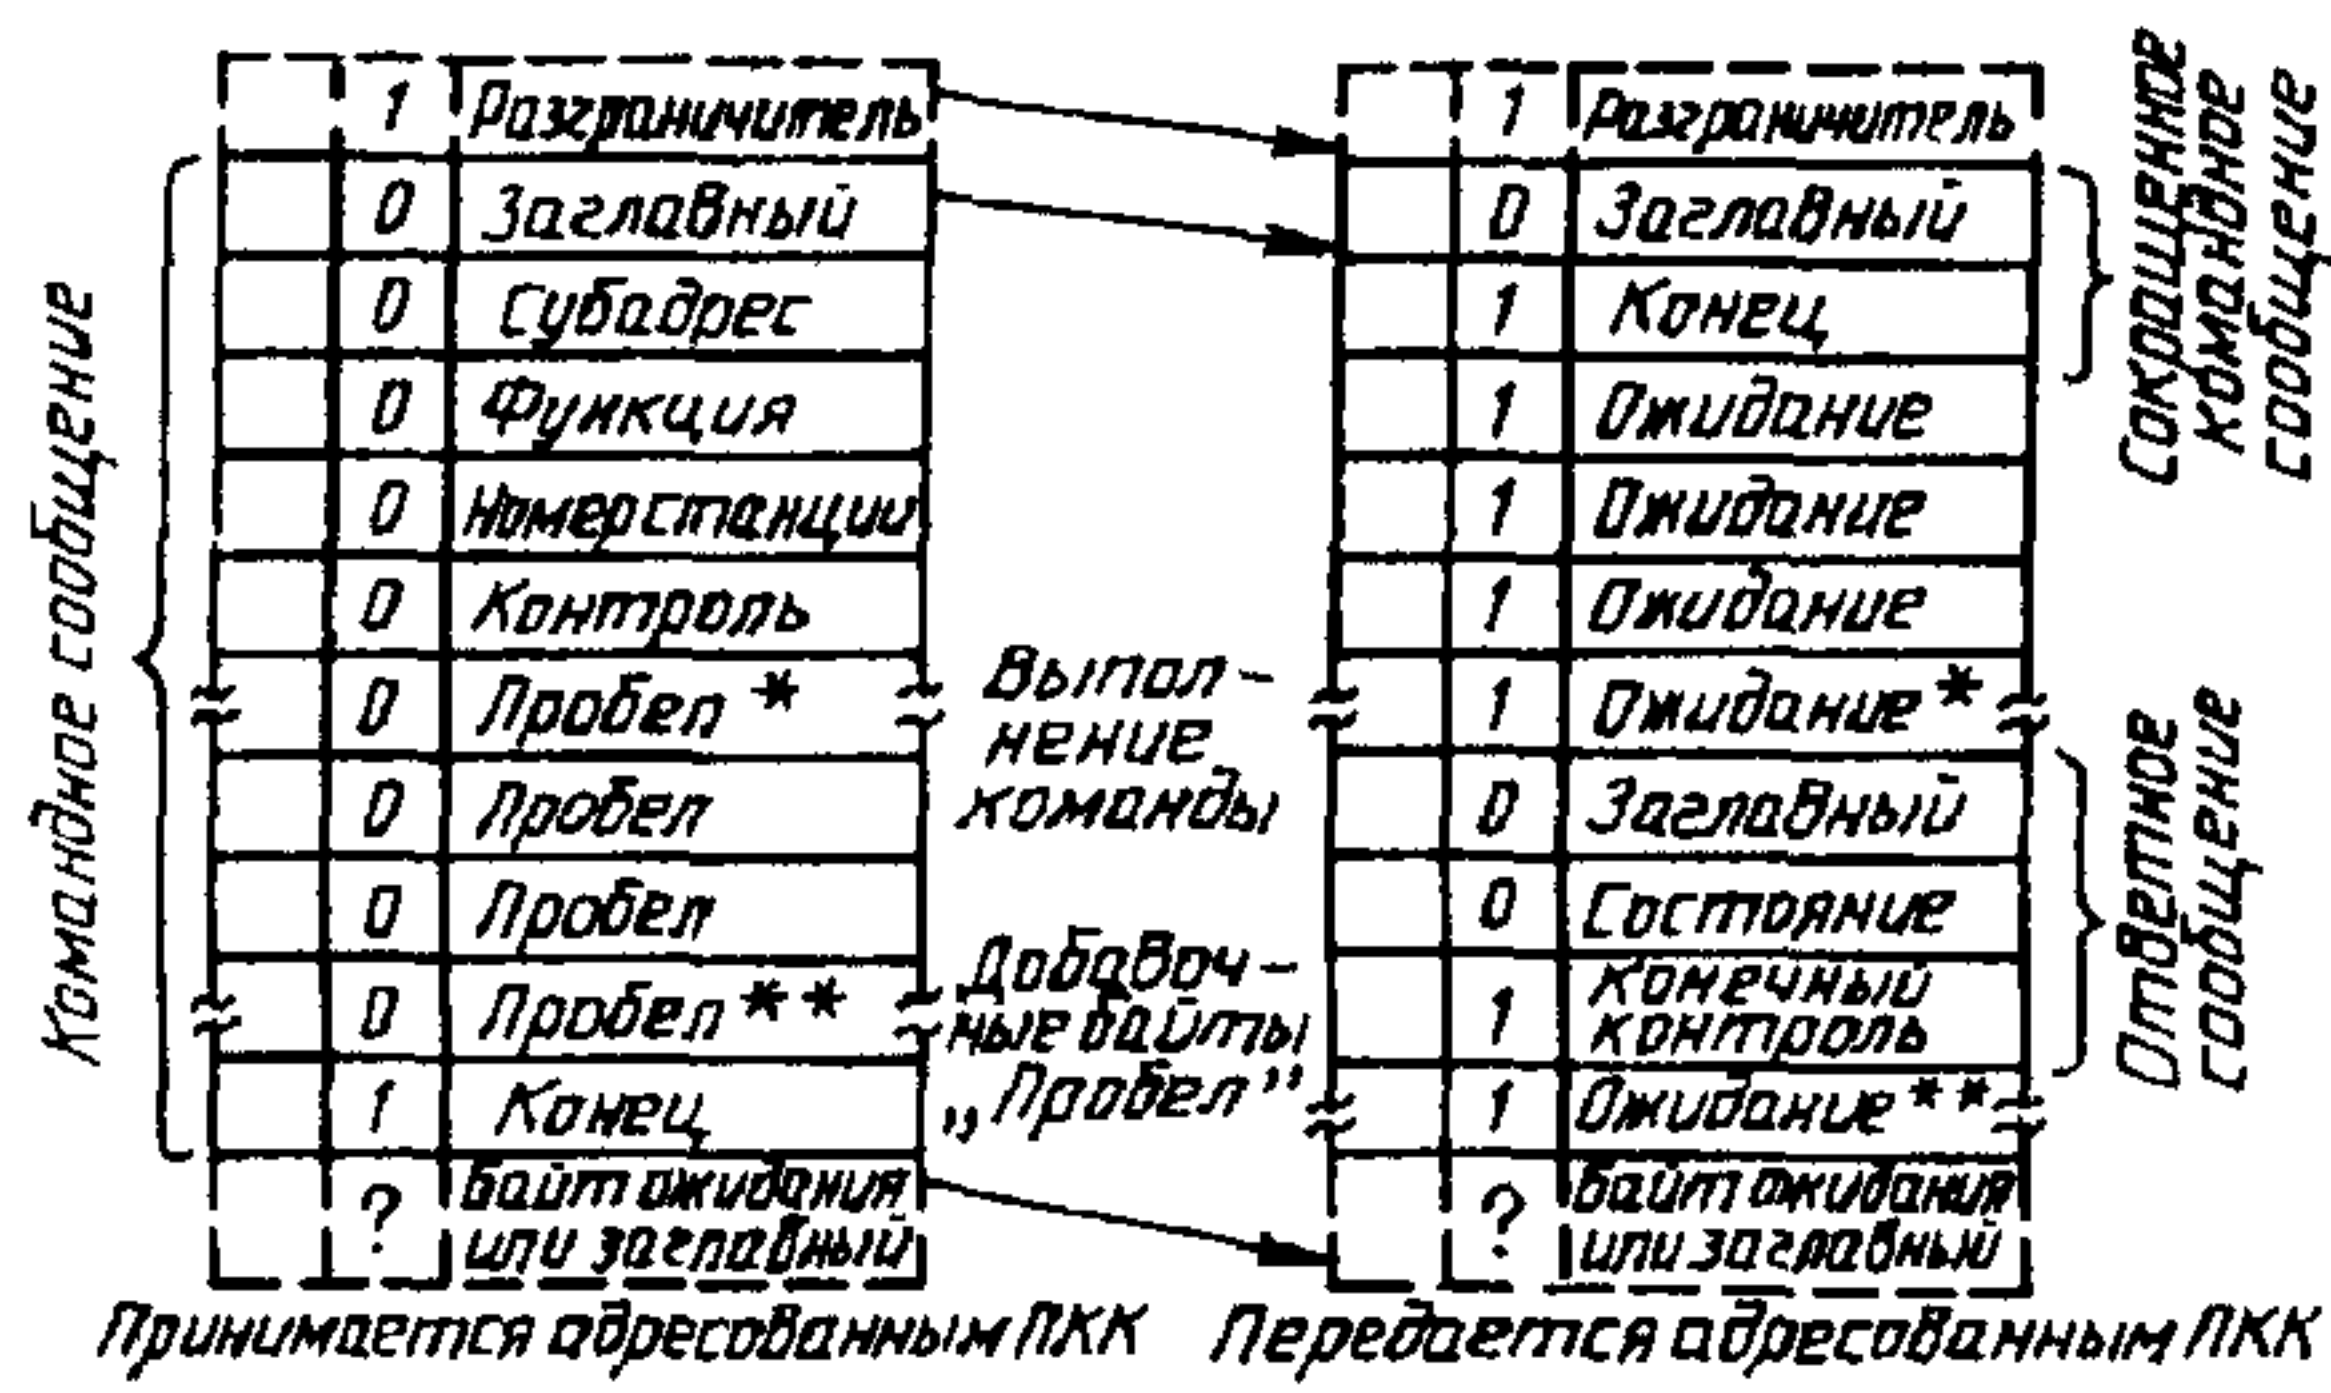 Командное сообщение
1 Разграничитель
0 Заглавный
0 Субадрес
0 Функция
0 Номер станции
0 Контроль
0 Пробел *
0 Пробел
0 Пробел
0 Пробел **
1 Конец
? Байт ожидания
или заглавный
Принимается адресованным ПКК
Выпол-
нение
команды
Добавоч-
ные байты
„Пробел”
1 Разграничитель
0 Заглавный
1 Конец
1 Ожидание
1 Ожидание
1 Ожидание
1 Ожидание *
0 Заглавный
0 Состояние
1 Конечный
контроль
1 Ожидание **
? Байт ожидания
или заглавный
Передается адресованным ПКК
Сокращенное
командное
сообщение
Ответное
сообщение